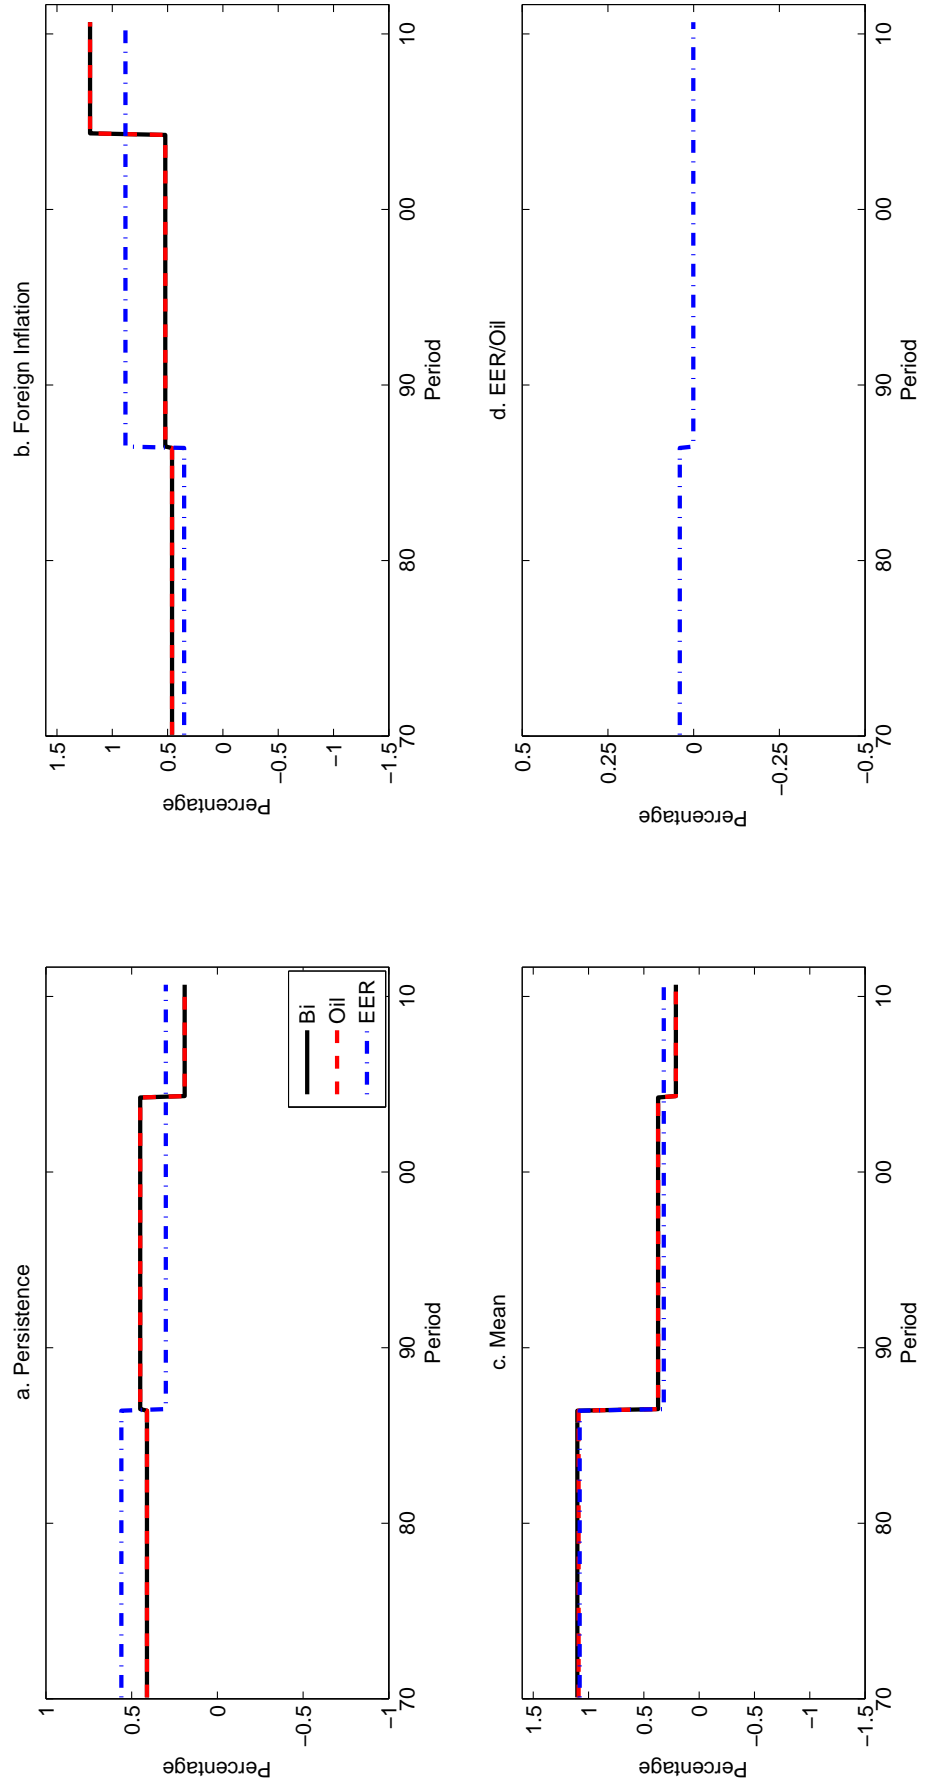 a. Persistence
Percentage
1
0.5
0
−0.5
−1
70
80
90
00
10
Period
Bi
Oil
EER
b. Foreign Inflation
Percentage
1.5
1
0.5
0
−0.5
−1
−1.5
70
80
90
00
10
Period
c. Mean
Percentage
1.5
1
0.5
0
−0.5
−1
−1.5
70
80
90
00
10
Period
d. EER/Oil
Percentage
0.5
0.25
0
−0.25
−0.5
70
80
90
00
10
Period